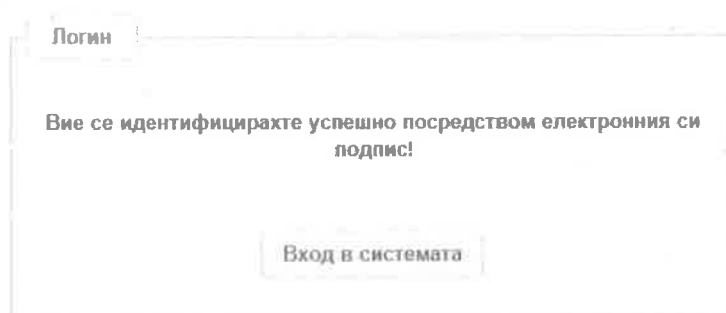 Логин
Вие се идентифицирахте успешно посредством електронния си
подпис!
Вход в системата